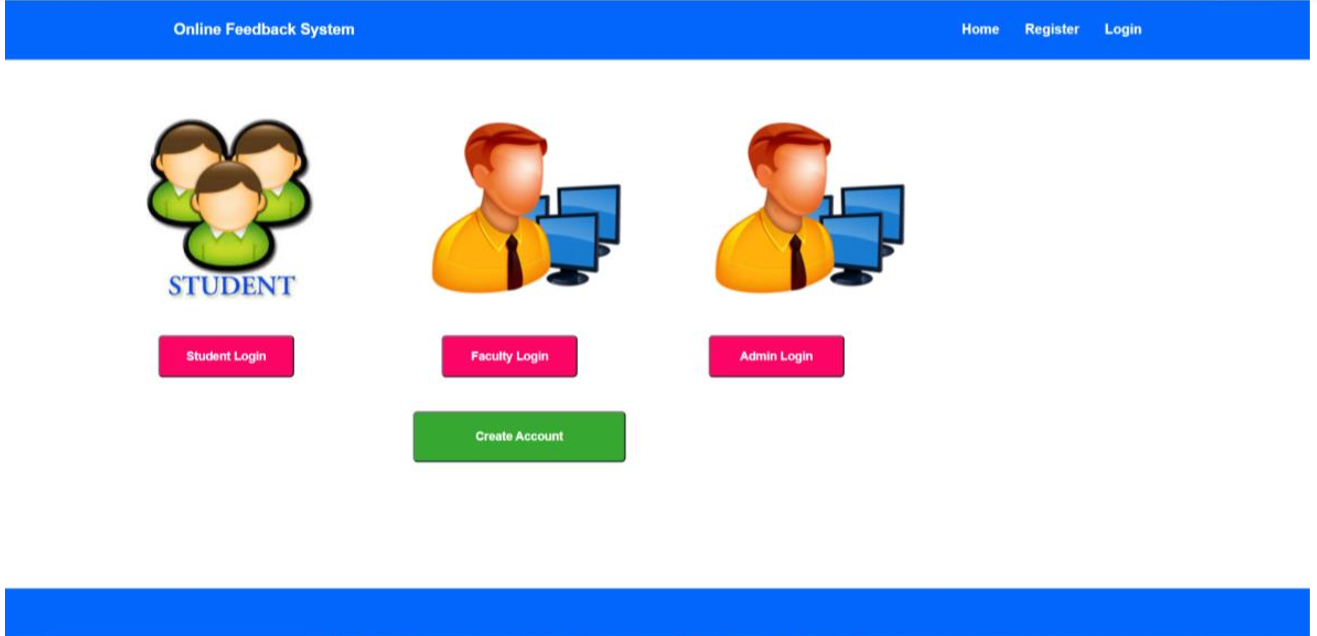 Online Feedback System
Home Register Login
STUDENT
Student Login
Faculty Login
Admin Login
Create Account